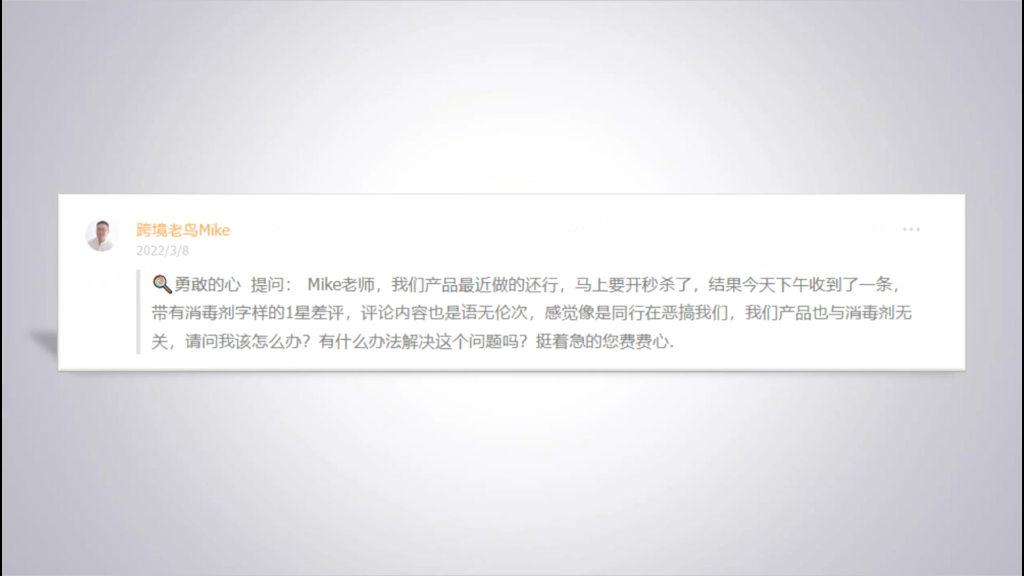 跨境老鸟Mike
2022/3/8
勇敢的心 提问： Mike老师，我们产品最近做的还行，马上要开秒杀了，结果今天下午收到了一条，
带有消毒剂字样的1星差评，评论内容也是语无伦次，感觉像是同行在恶搞我们，我们产品也与消毒剂无
关，请问我该怎么办？有什么办法解决这个问题吗？挺着急的您费费心.